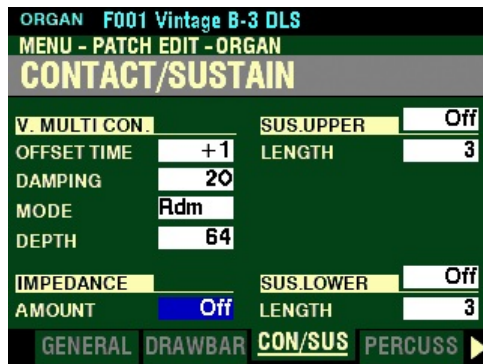 ORGAN F001 Vintage B-3 DLS
MENU - PATCH EDIT - ORGAN
CONTACT/SUSTAIN
V. MULTI CON. SUS.UPPER Off
OFFSET TIME +1 LENGTH 3
DAMPING 20
MODE Rdm
DEPTH 64
IMPEDANCE SUS.LOWER Off
AMOUNT Off LENGTH 3
GENERAL DRAWBAR CON/SUS PERCUSS